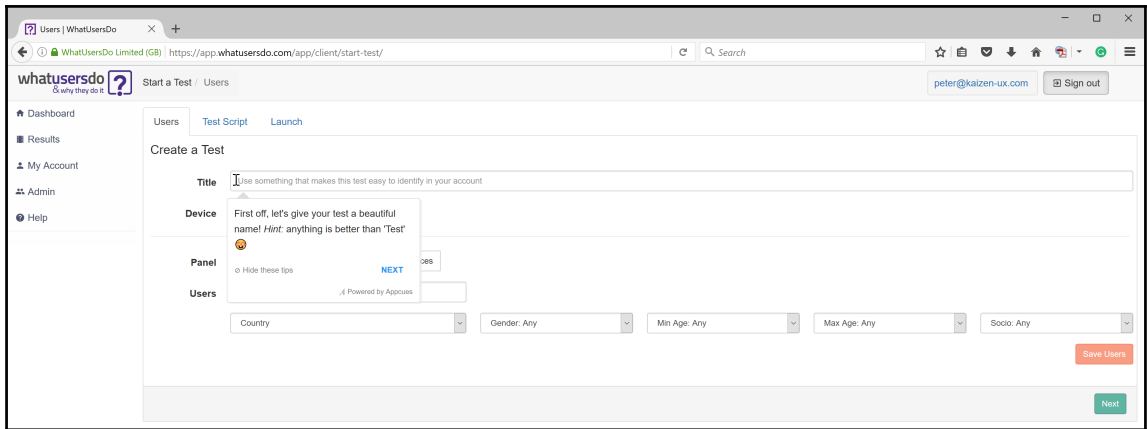 Users | WhatUsersDo
WhatUsersDo Limited (GB) https://app.whatusersdo.com/app/client/start-test/
Search
whatusersdo
& why they do it
Start a Test / Users
peter@kaizen-ux.com
Sign out
Dashboard
Results
My Account
Admin
Help
Users Test Script Launch
Create a Test
Title
Use something that makes this test easy to identify in your account
Device
First off, let's give your test a beautiful
name! Hint: anything is better than 'Test'
Panel
ces
Hide these tips NEXT
Users
Powered by Appcues
Country Gender: Any Min Age: Any Max Age: Any Socio: Any
Save Users
Next